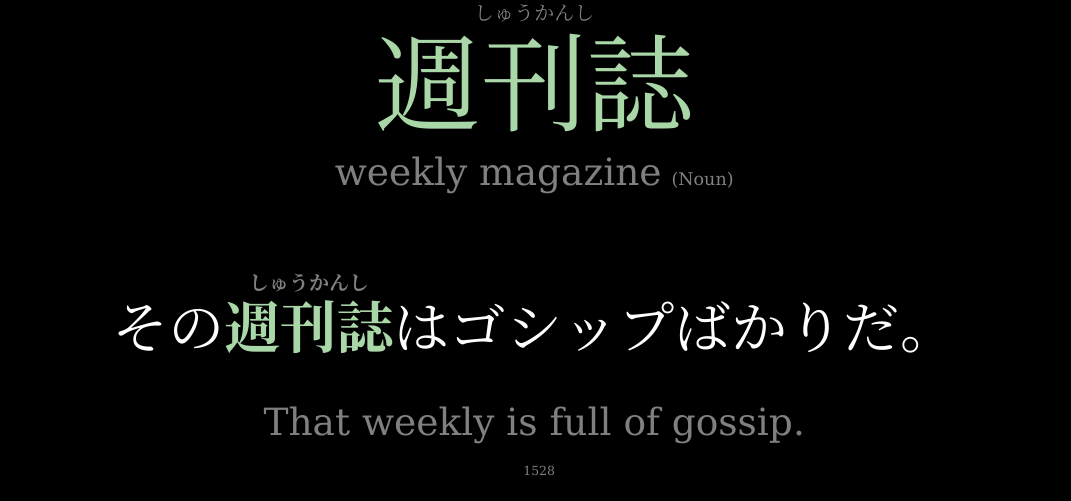 しゅうかんし
週刊誌
weekly magazine (Noun)
しゅうかんし
その週刊誌はゴシップばかりだ。
That weekly is full of gossip.
1528